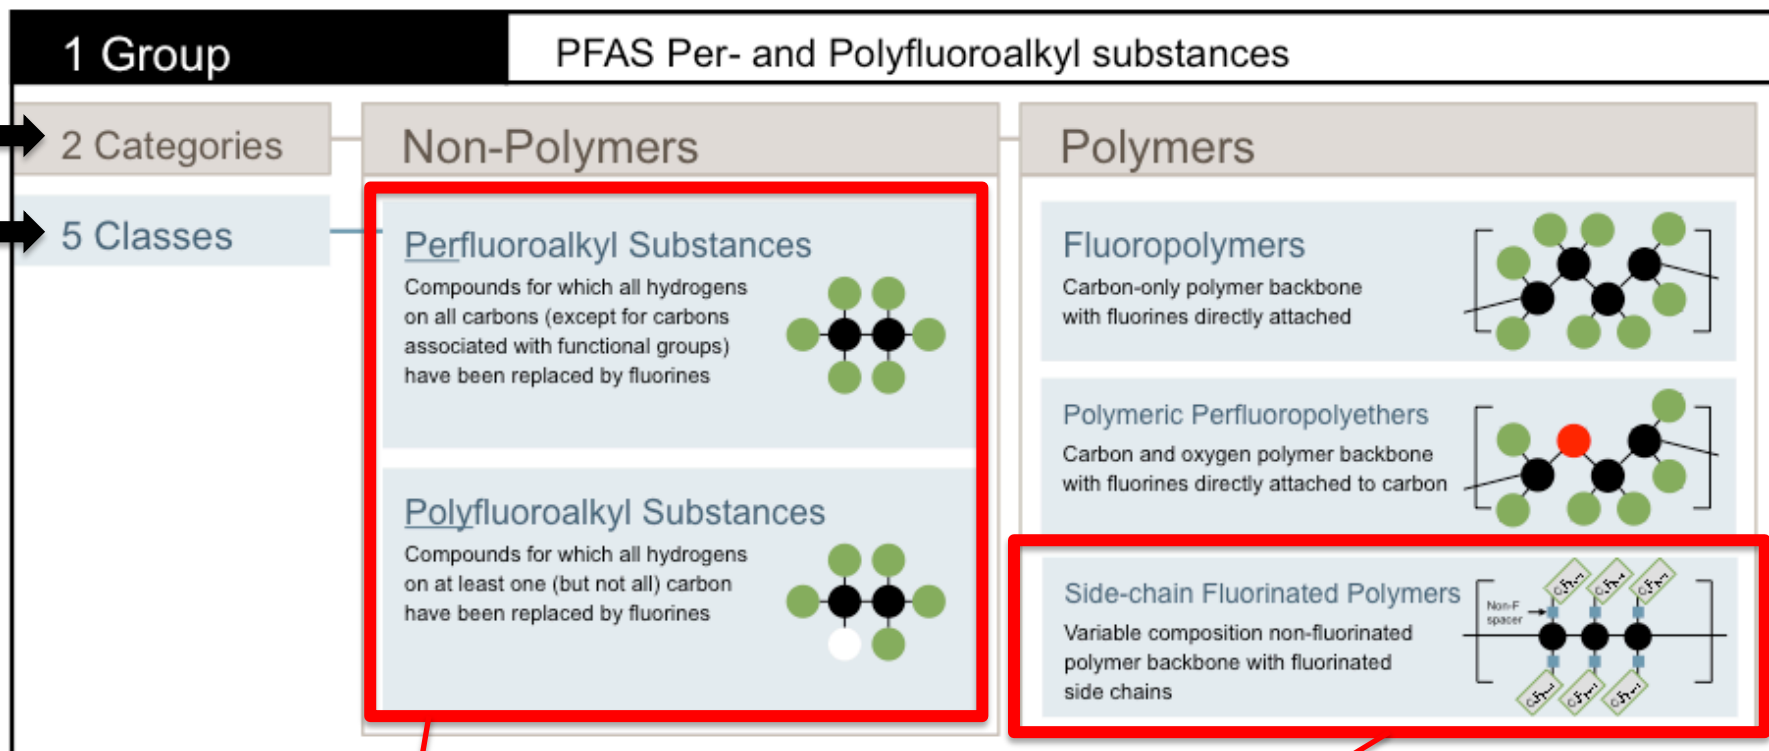 1 Group
PFAS Per- and Polyfluoroalkyl substances
2 Categories
Non-Polymers
Polymers
5 Classes
Perfluoroalkyl Substances
Compounds for which all hydrogens
on all carbons (except for carbons
associated with functional groups)
have been replaced by fluorines
Polyfluoroalkyl Substances
Compounds for which all hydrogens
on at least one (but not all) carbon
have been replaced by fluorines
Fluoropolymers
Carbon-only polymer backbone
with fluorines directly attached
Polymeric Perfluoropolyethers
Carbon and oxygen polymer backbone
with fluorines directly attached to carbon
Side-chain Fluorinated Polymers
Variable composition non-fluorinated
polymer backbone with fluorinated
side chains
Non-F
spacer